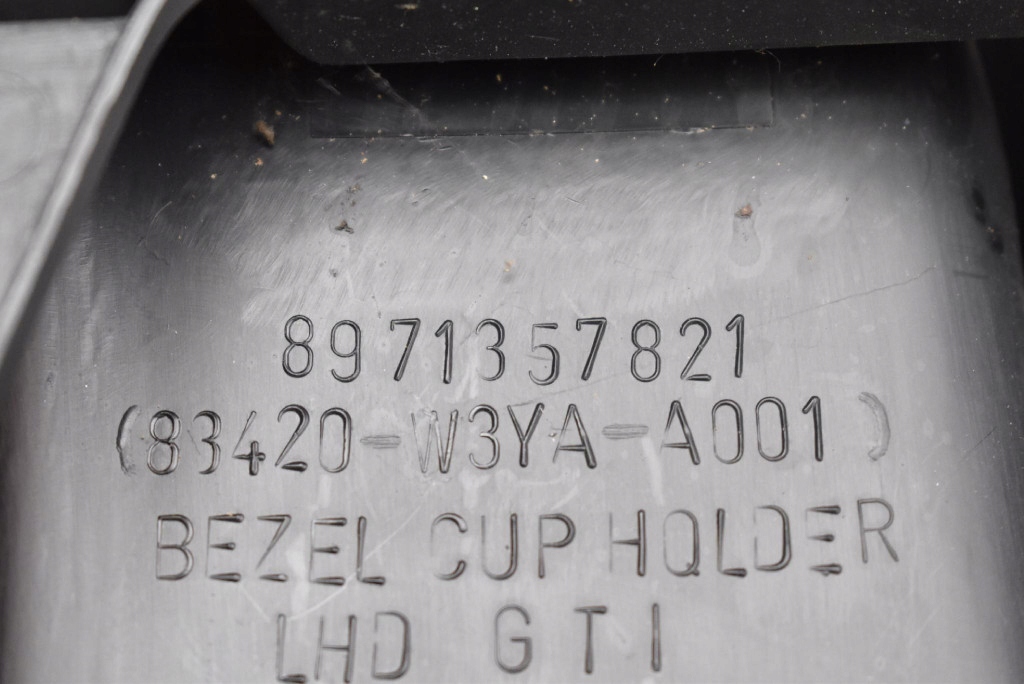 8971357821
(83420-W3YA-A001)
BEZEL CUP HOLDER
LHD GTI